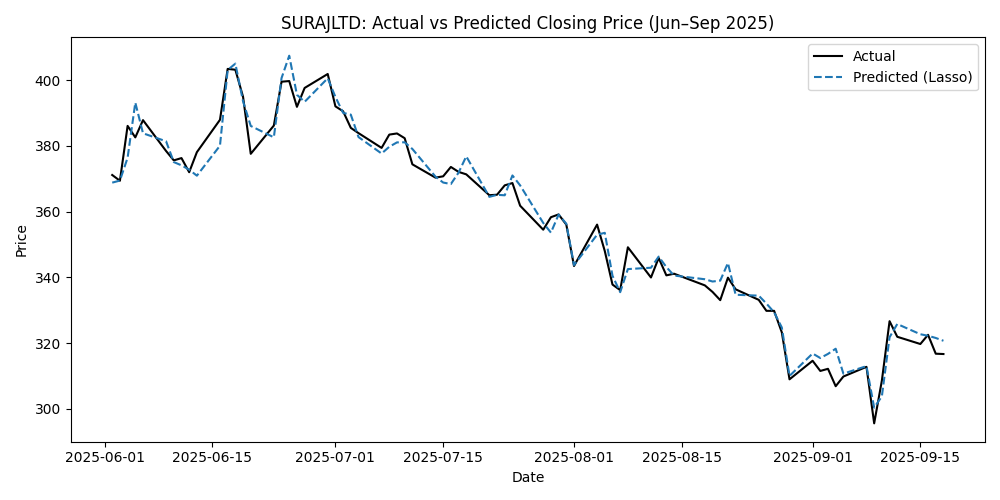 SURAJLTD: Actual vs Predicted Closing Price (Jun–Sep 2025)
Actual
Predicted (Lasso)
Price
400
380
360
340
320
300
2025-06-01 2025-06-15 2025-07-01 2025-07-15 2025-08-01 2025-08-15 2025-09-01 2025-09-15
Date